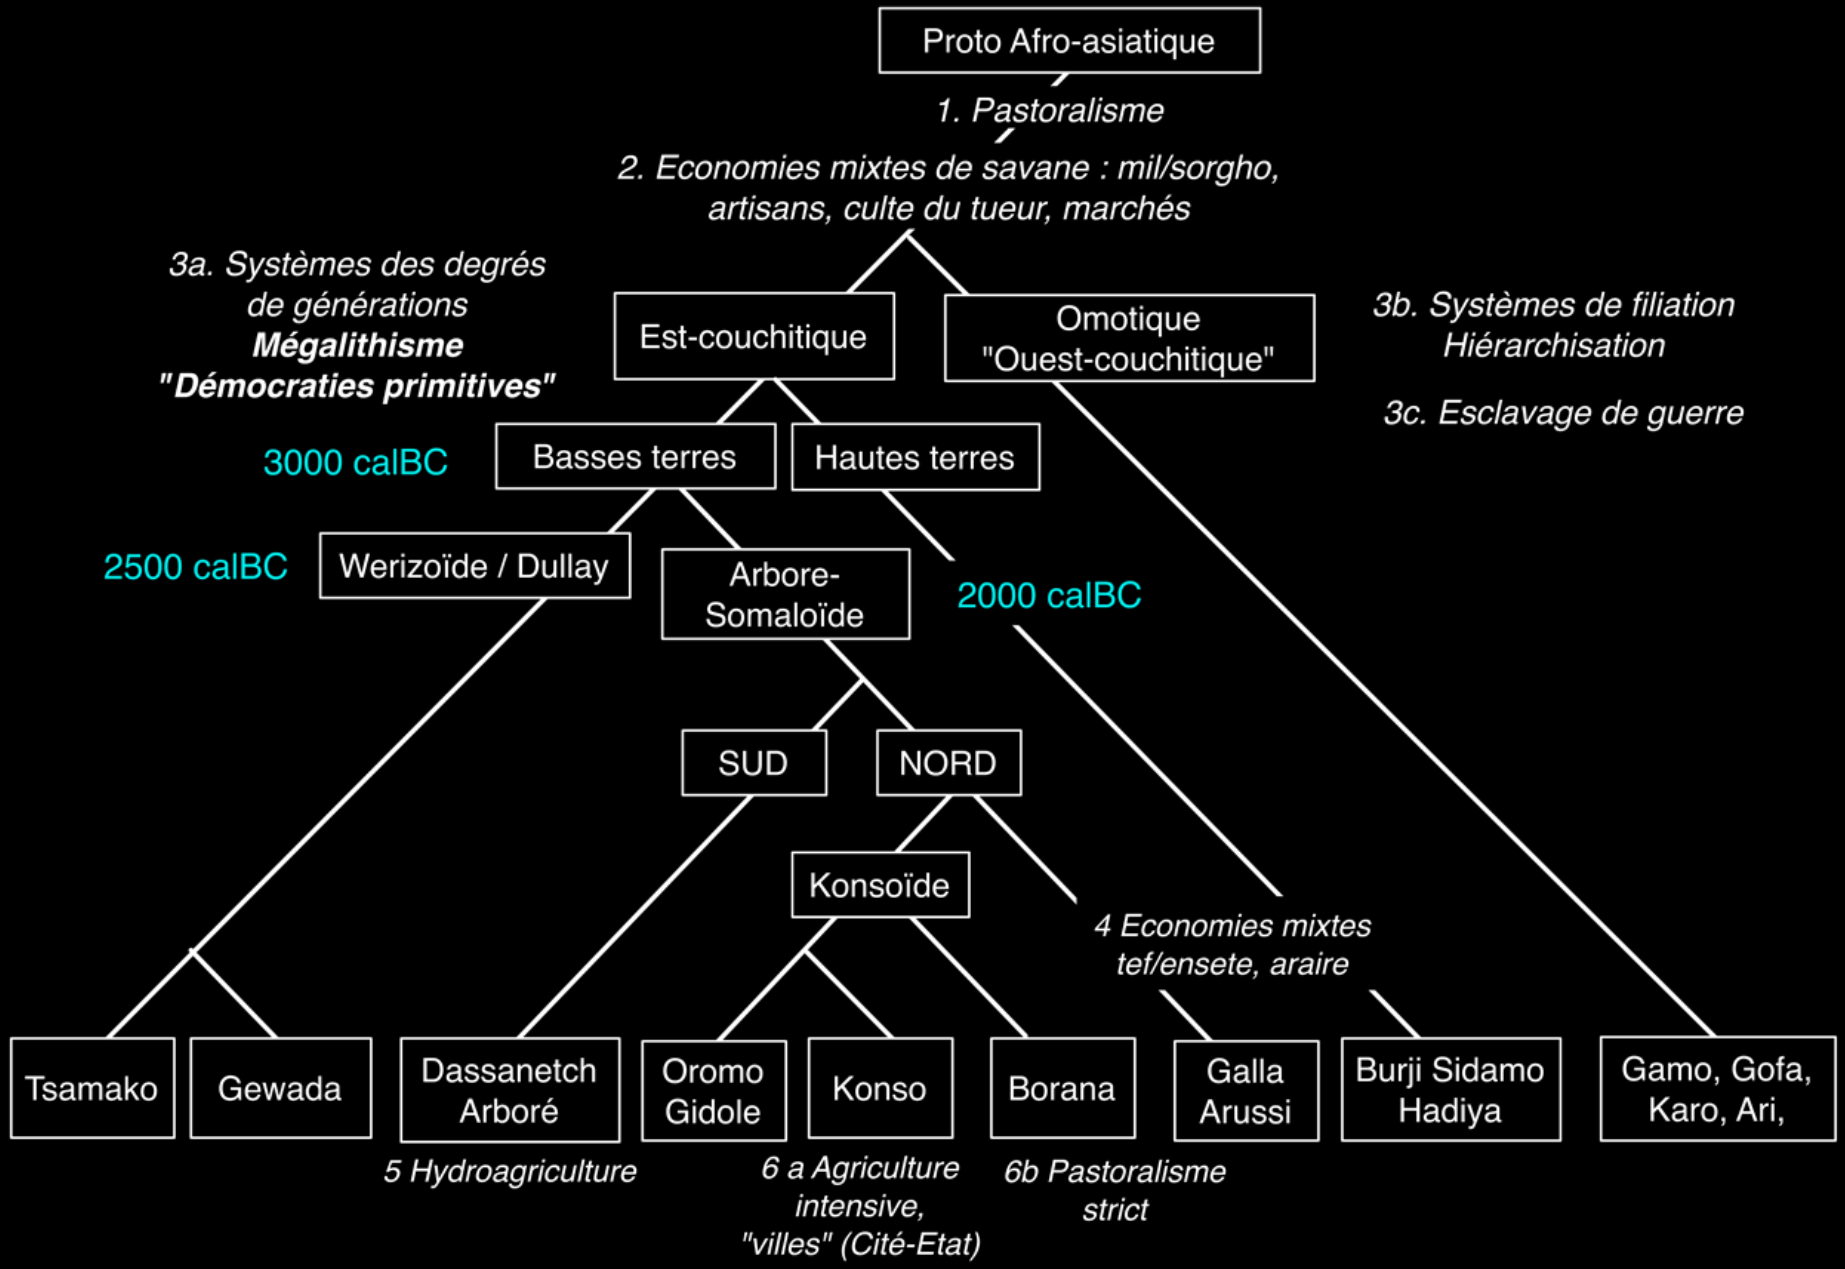 Proto Afro-asiatique
1. Pastoralisme
2. Economies mixtes de savane : mil/sorgho,
artisans, culte du tueur, marchés
3a. Systèmes des degrés
de générations
Mégalithisme
"Démocraties primitives"
Est-couchitique
Omotique
"Ouest-couchitique"
3b. Systèmes de filiation
Hiérarchisation
3c. Esclavage de guerre
3000 calBC
Basses terres
Hautes terres
2500 calBC
Werizoïde / Dullay
Arbore-
Somaloïde
2000 calBC
SUD
NORD
Konsoïde
4 Economies mixtes
tef/ensete, araire
Tsamako
Gewada
Dassanetch
Arboré
Oromo
Gidole
Konso
Borana
Galla
Arussi
Burji Sidamo
Hadiya
Gamo, Gofa,
Karo, Ari,
5 Hydroagriculture
6 a Agriculture
intensive,
"villes" (Cité-Etat)
6b Pastoralisme
strict